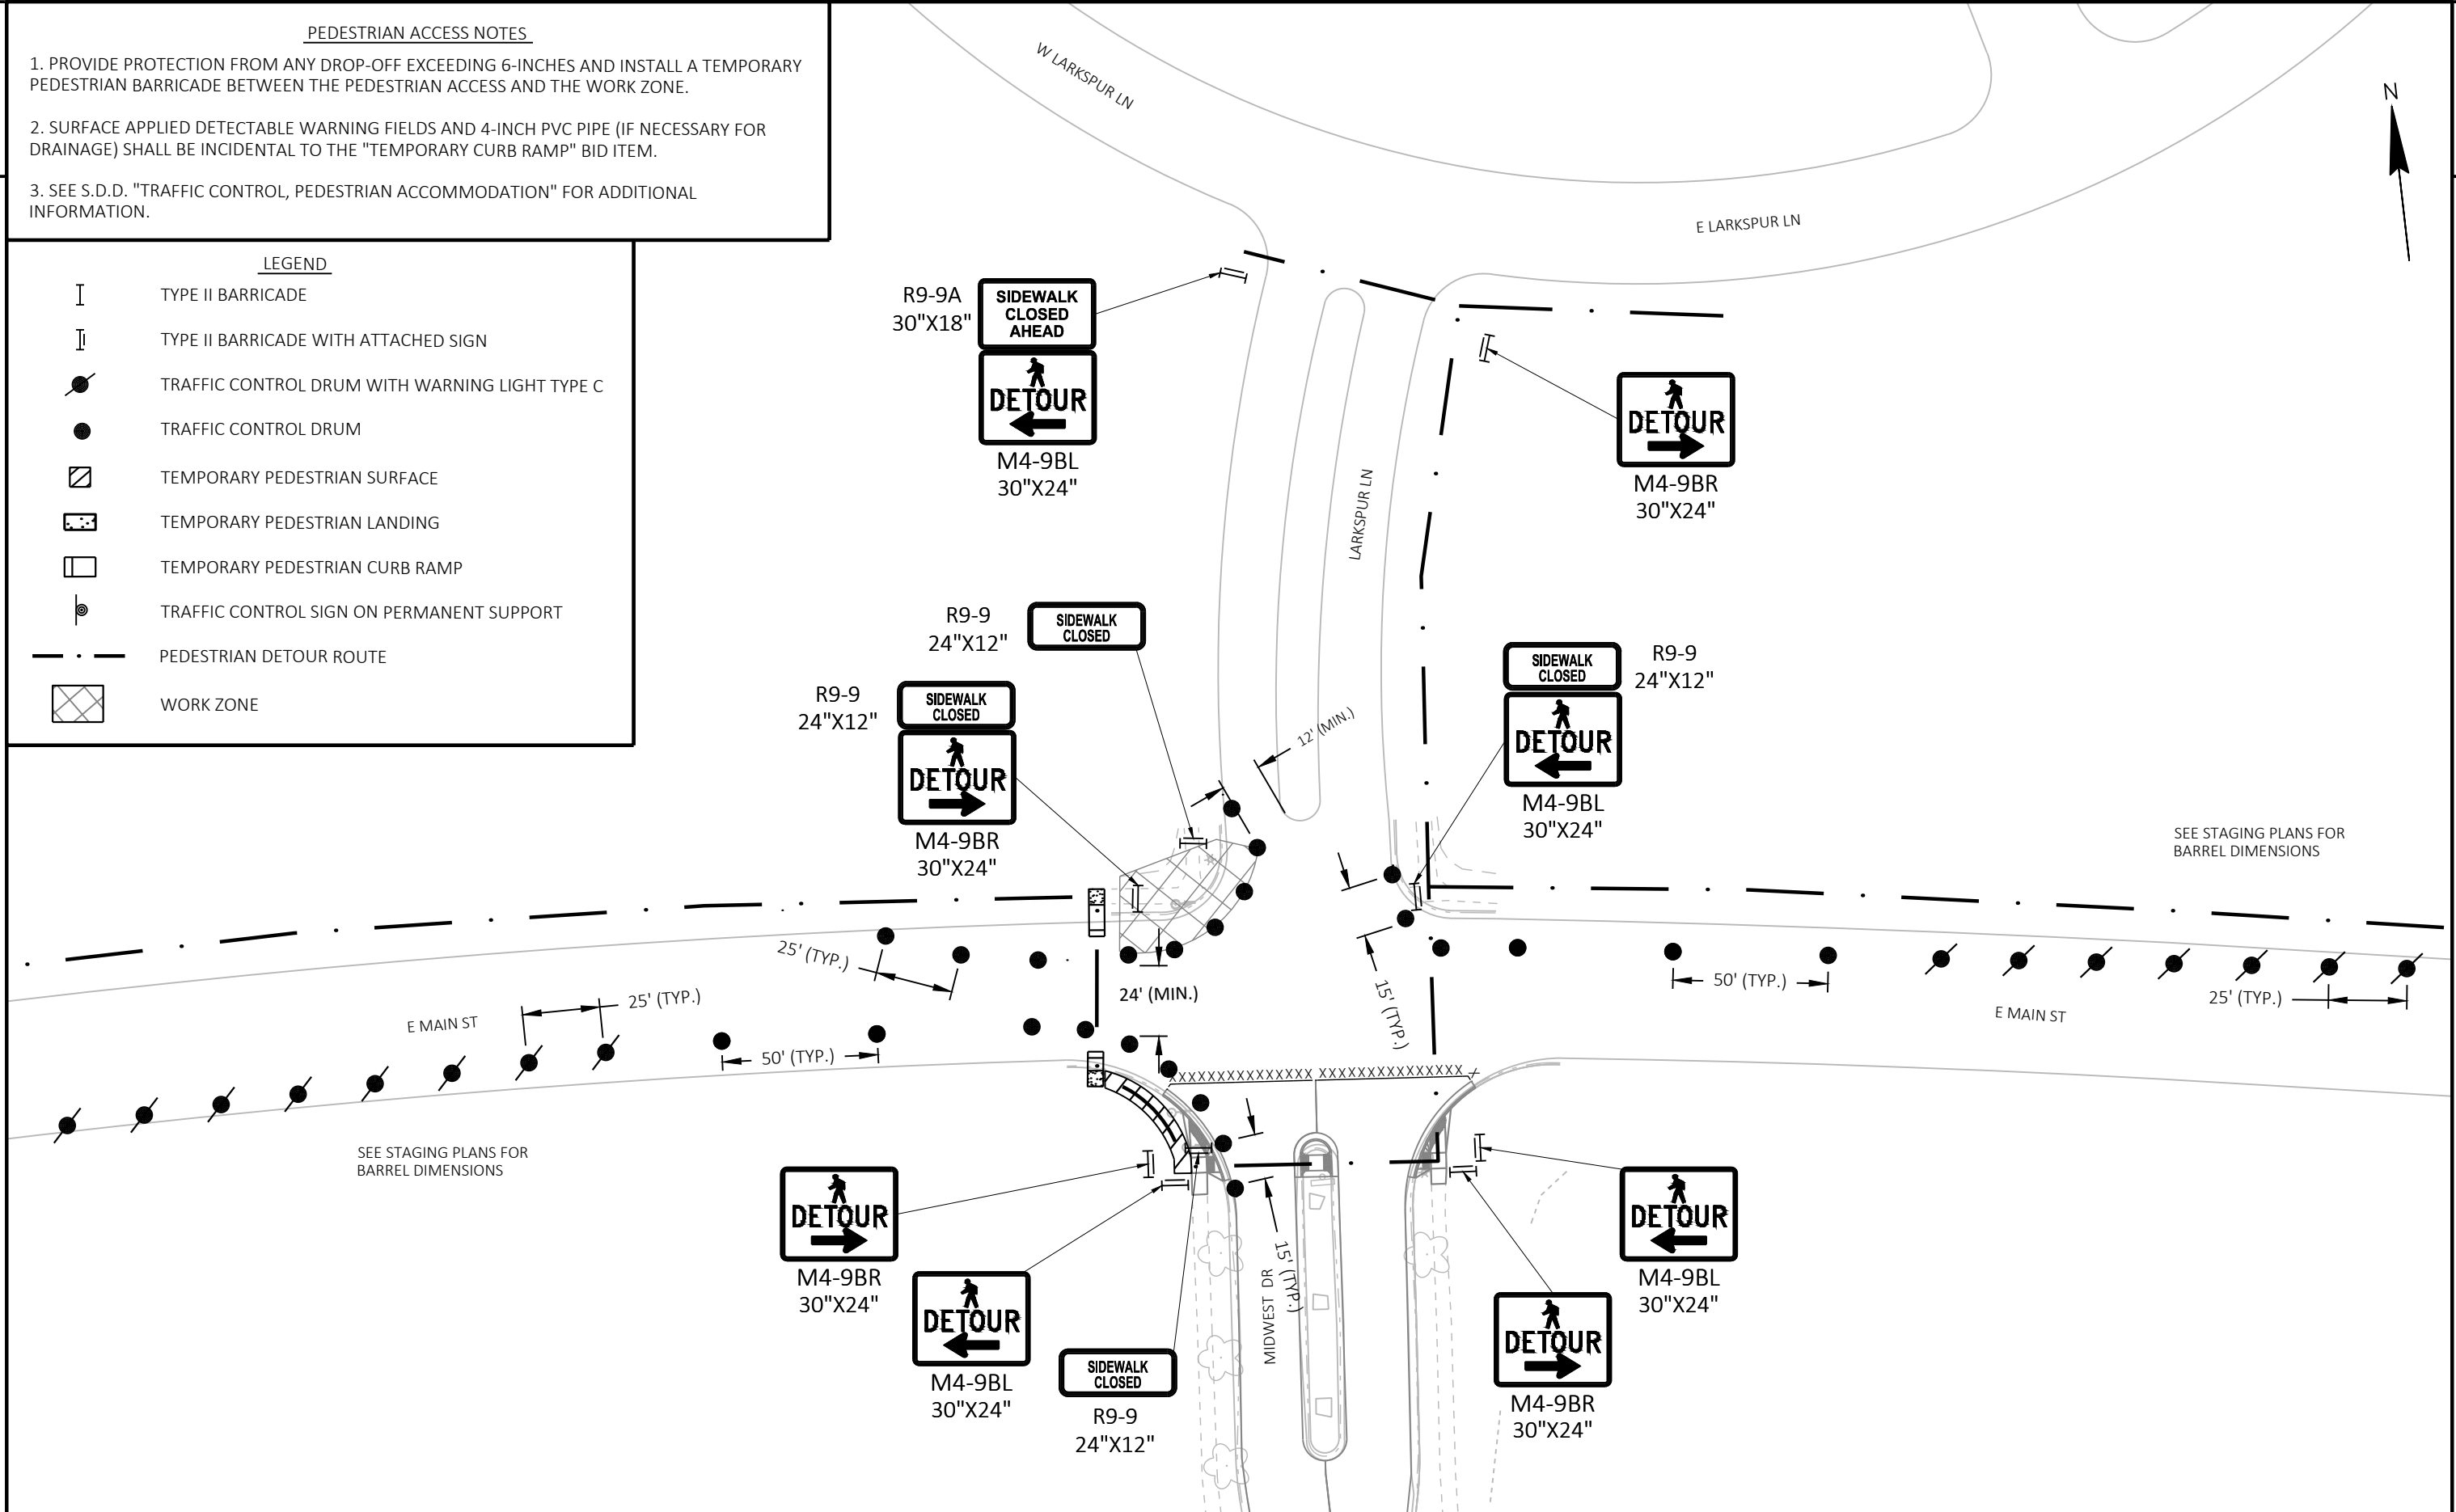 PEDESTRIAN ACCESS NOTES
1. PROVIDE PROTECTION FROM ANY DROP-OFF EXCEEDING 6-INCHES AND INSTALL A TEMPORARY
PEDESTRIAN BARRICADE BETWEEN THE PEDESTRIAN ACCESS AND THE WORK ZONE.
2. SURFACE APPLIED DETECTABLE WARNING FIELDS AND 4-INCH PVC PIPE (IF NECESSARY FOR
DRAINAGE) SHALL BE INCIDENTAL TO THE "TEMPORARY CURB RAMP" BID ITEM.
3. SEE S.D.D. "TRAFFIC CONTROL, PEDESTRIAN ACCOMMODATION" FOR ADDITIONAL
INFORMATION.
LEGEND
TYPE II BARRICADE
TYPE II BARRICADE WITH ATTACHED SIGN
TRAFFIC CONTROL DRUM WITH WARNING LIGHT TYPE C
TRAFFIC CONTROL DRUM
TEMPORARY PEDESTRIAN SURFACE
TEMPORARY PEDESTRIAN LANDING
TEMPORARY PEDESTRIAN CURB RAMP
TRAFFIC CONTROL SIGN ON PERMANENT SUPPORT
PEDESTRIAN DETOUR ROUTE
WORK ZONE
W LARKSPUR LN
E LARKSPUR LN
N
R9-9A
30"X18"
SIDEWALK
CLOSED
AHEAD
DETOUR
M4-9BL
30"X24"
DETOUR
M4-9BR
30"X24"
LARKSPUR LN
R9-9
24"X12"
SIDEWALK
CLOSED
R9-9
24"X12"
SIDEWALK
CLOSED
DETOUR
M4-9BR
30"X24"
12' (MIN.)
SIDEWALK
CLOSED
R9-9
24"X12"
DETOUR
M4-9BL
30"X24"
SEE STAGING PLANS FOR
BARREL DIMENSIONS
25' (TYP.)
25' (TYP.)
24' (MIN.)
15' (TYP.)
50' (TYP.)
25' (TYP.)
E MAIN ST
E MAIN ST
50' (TYP.)
XXXXXXXXXXXXXXX XXXXXXXXXXXXXXX X
SEE STAGING PLANS FOR
BARREL DIMENSIONS
DETOUR
M4-9BR
30"X24"
DETOUR
M4-9BL
30"X24"
SIDEWALK
CLOSED
R9-9
24"X12"
MIDWEST DR
15' (TYP.)
DETOUR
M4-9BL
30"X24"
DETOUR
M4-9BR
30"X24"